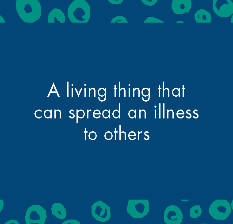 A living thing that
can spread an illness
to others